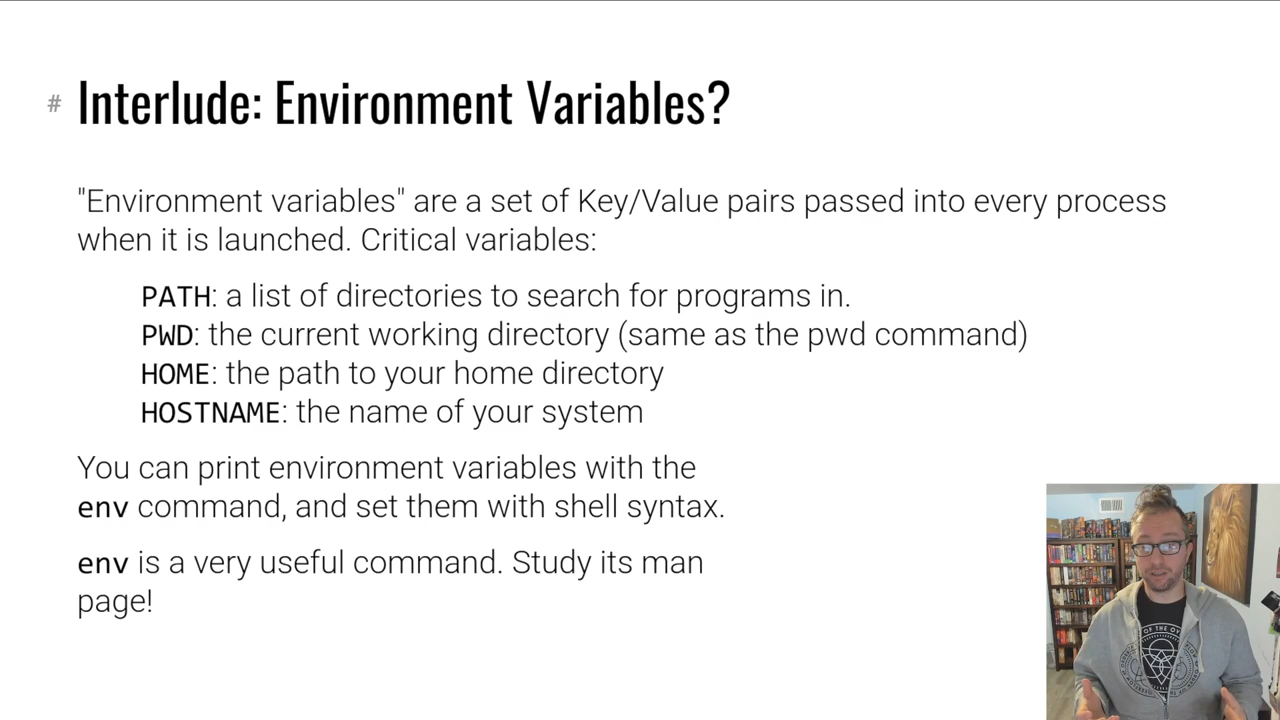 # Interlude: Environment Variables?
"Environment variables" are a set of Key/Value pairs passed into every process
when it is launched. Critical variables:
PATH: a list of directories to search for programs in.
PWD: the current working directory (same as the pwd command)
HOME: the path to your home directory
HOSTNAME: the name of your system
You can print environment variables with the
env command, and set them with shell syntax.
env is a very useful command. Study its man
page!